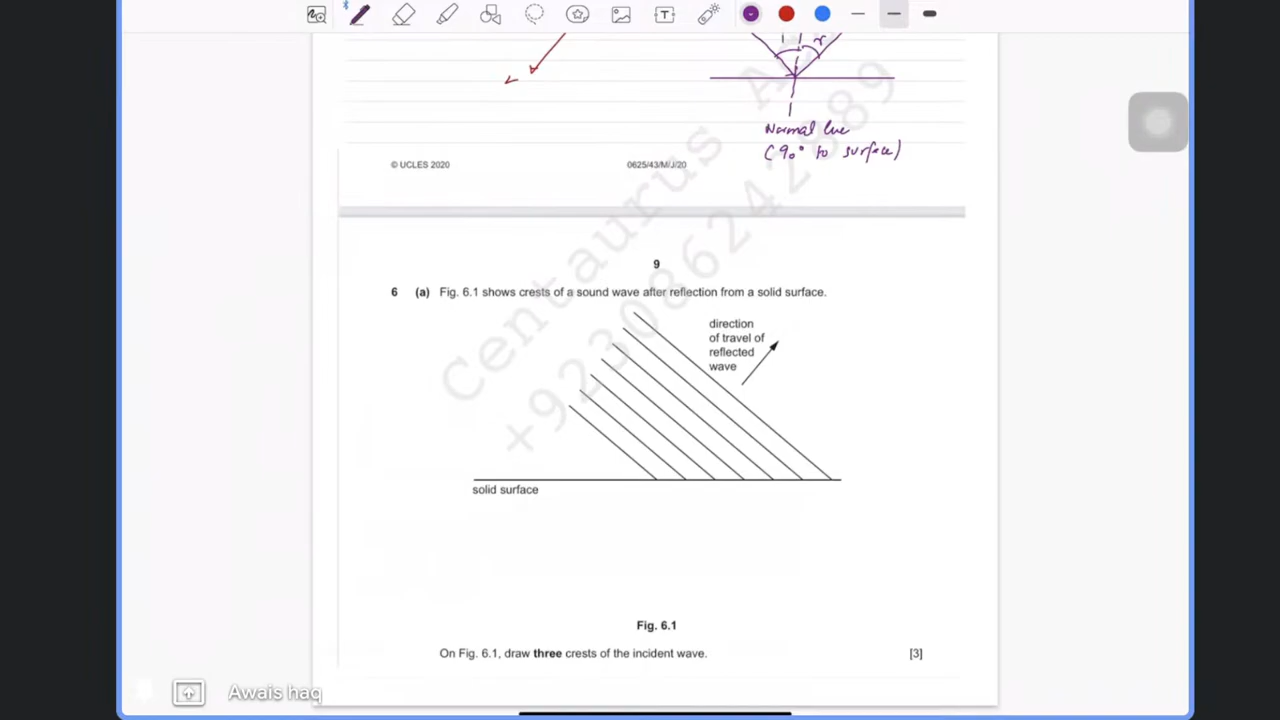 i r
Normal line
(90° to surface)
© UCLES 2020 0625/43/M/J/20
Centaurus
+923086242889
9
6 (a) Fig. 6.1 shows crests of a sound wave after reflection from a solid surface.
direction
of travel of
reflected
wave
solid surface
Fig. 6.1
On Fig. 6.1, draw three crests of the incident wave. [3]
Awais haq